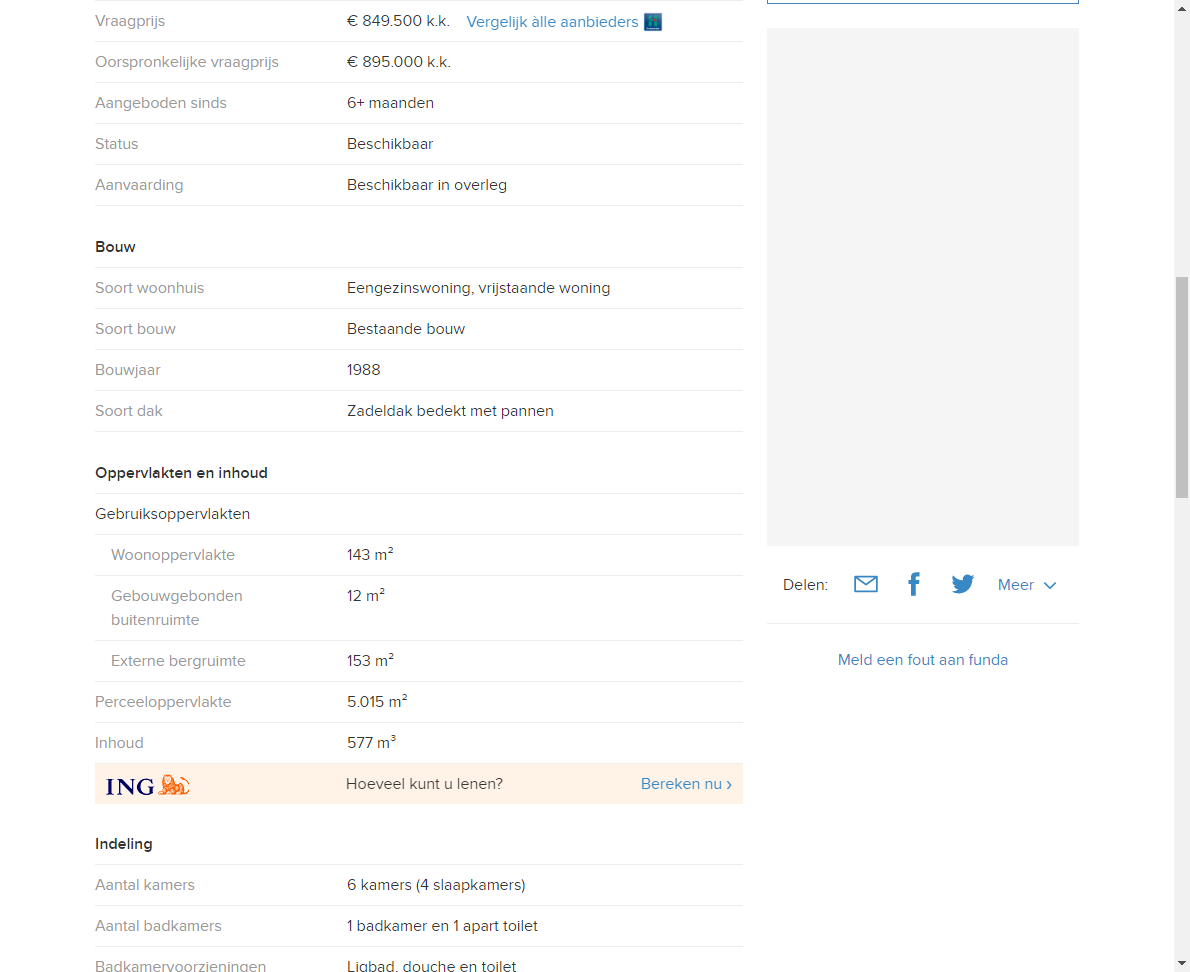 Vraagprijs € 849.500 k.k. Vergelijk àlle aanbieders
Oorspronkelijke vraagprijs € 895.000 k.k.
Aangeboden sinds 6+ maanden
Status Beschikbaar
Aanvaarding Beschikbaar in overleg
Bouw
Soort woonhuis Eengezinswoning, vrijstaande woning
Soort bouw Bestaande bouw
Bouwjaar 1988
Soort dak Zadeldak bedekt met pannen
Oppervlakten en inhoud
Gebruiksoppervlakten
Woonoppervlakte 143 m²
Gebouwgebonden 12 m²
buitenruimte
Externe bergruimte 153 m²
Perceeloppervlakte 5.015 m²
Inhoud 577 m³
ING Hoeveel kunt u lenen? Bereken nu ›
Indeling
Aantal kamers 6 kamers (4 slaapkamers)
Aantal badkamers 1 badkamer en 1 apart toilet
Badkamervoorzieningen Ligbad, douche en toilet
Delen: Meer
Meld een fout aan funda